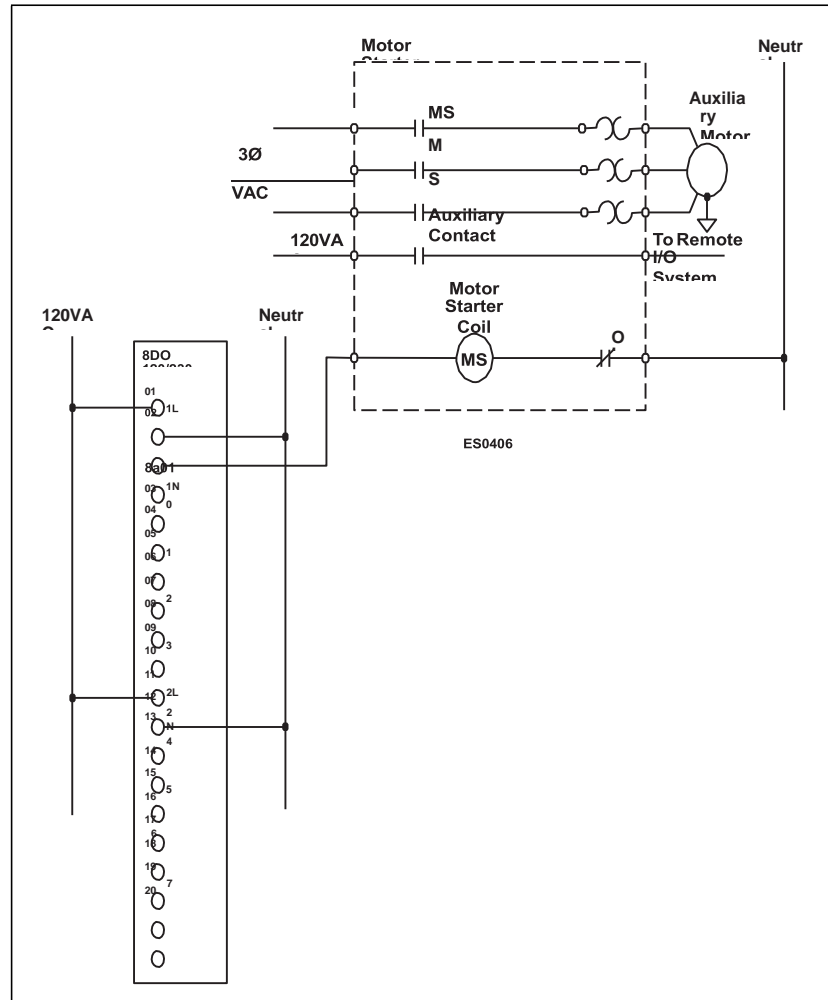 Motor
Neutr
Auxilia
ry
Motor
MS
M
S
3Ø
VAC
Auxiliary
Contact
120VA
To Remote
I/O
System
Motor
Starter
Coil
MS
O
120VA
Neutr
8DO
ES0406
01
1L
02
8a01
03
1N
0
04
05
06
1
07
08
2
09
10
3
11
12
2L
13
2
N
4
14
15
5
16
17
6
18
19
7
20